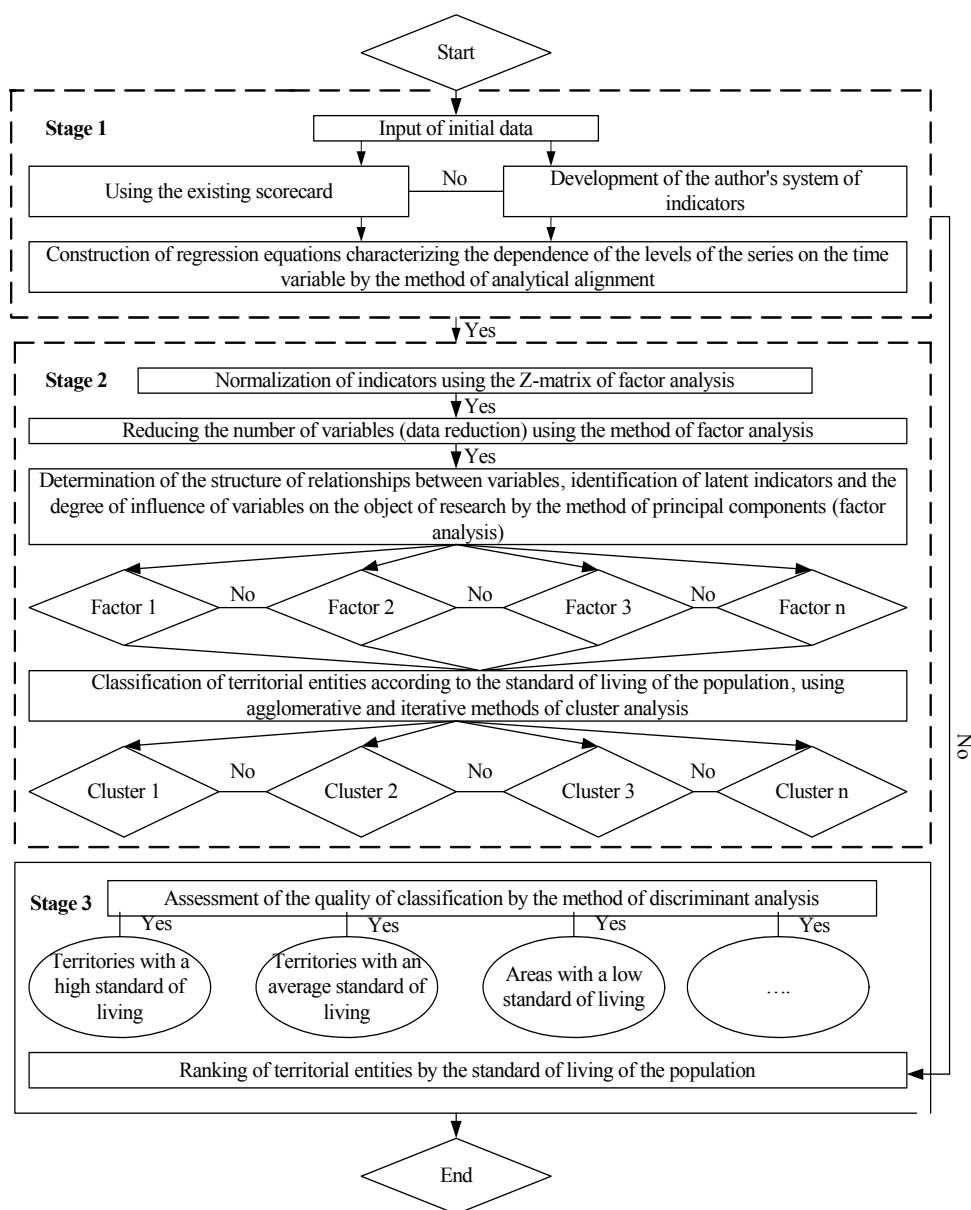 Start
Stage 1
Input of initial data
Using the existing scorecard
No
Development of the author's system of
indicators
Construction of regression equations characterizing the dependence of the levels of the series on the time
variable by the method of analytical alignment
Yes
Stage 2
Normalization of indicators using the Z-matrix of factor analysis
Yes
Reducing the number of variables (data reduction) using the method of factor analysis
Yes
Determination of the structure of relationships between variables, identification of latent indicators and the
degree of influence of variables on the object of research by the method of principal components (factor
analysis)
Factor 1
No
Factor 2
No
Factor 3
No
Factor n
Classification of territorial entities according to the standard of living of the population, using
agglomerative and iterative methods of cluster analysis
No
Cluster 1
No
Cluster 2
No
Cluster 3
No
Cluster n
Stage 3
Assessment of the quality of classification by the method of discriminant analysis
Yes
Yes
Yes
Yes
Territories with a
high standard of
living
Territories with an
average standard of
living
Areas with a low
standard of living
....
Ranking of territorial entities by the standard of living of the population
End